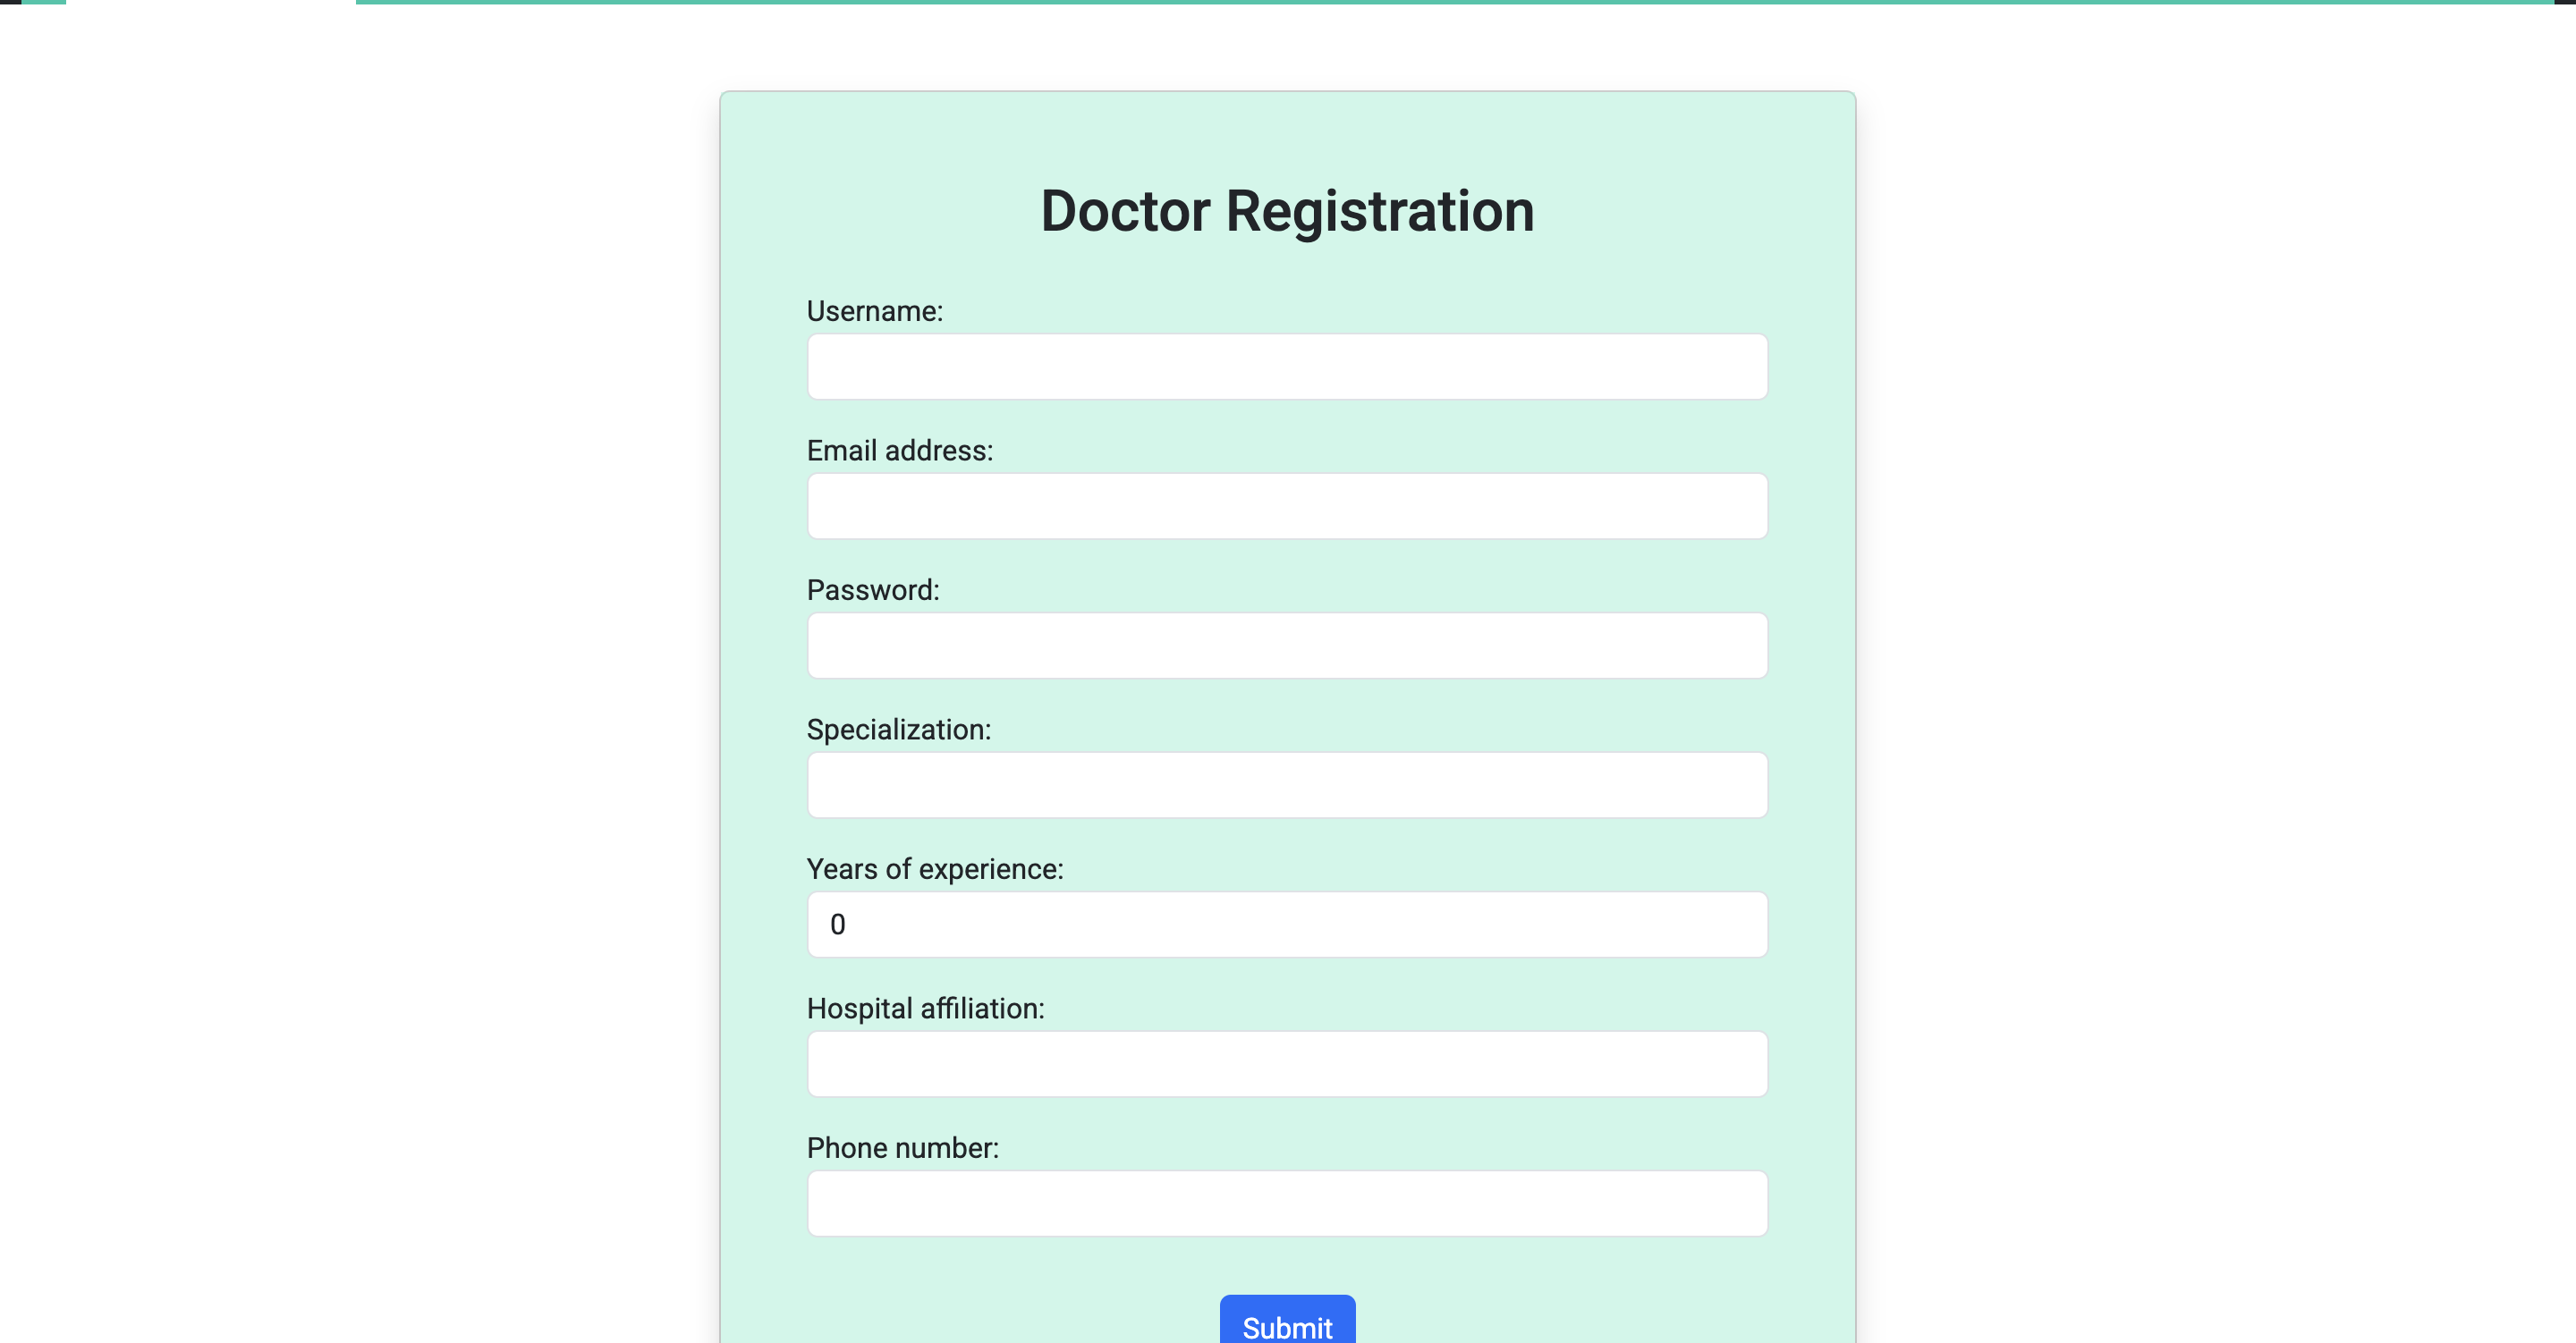 Doctor Registration
Username:
Email address:
Password:
Specialization:
Years of experience:
0
Hospital affiliation:
Phone number:
Submit